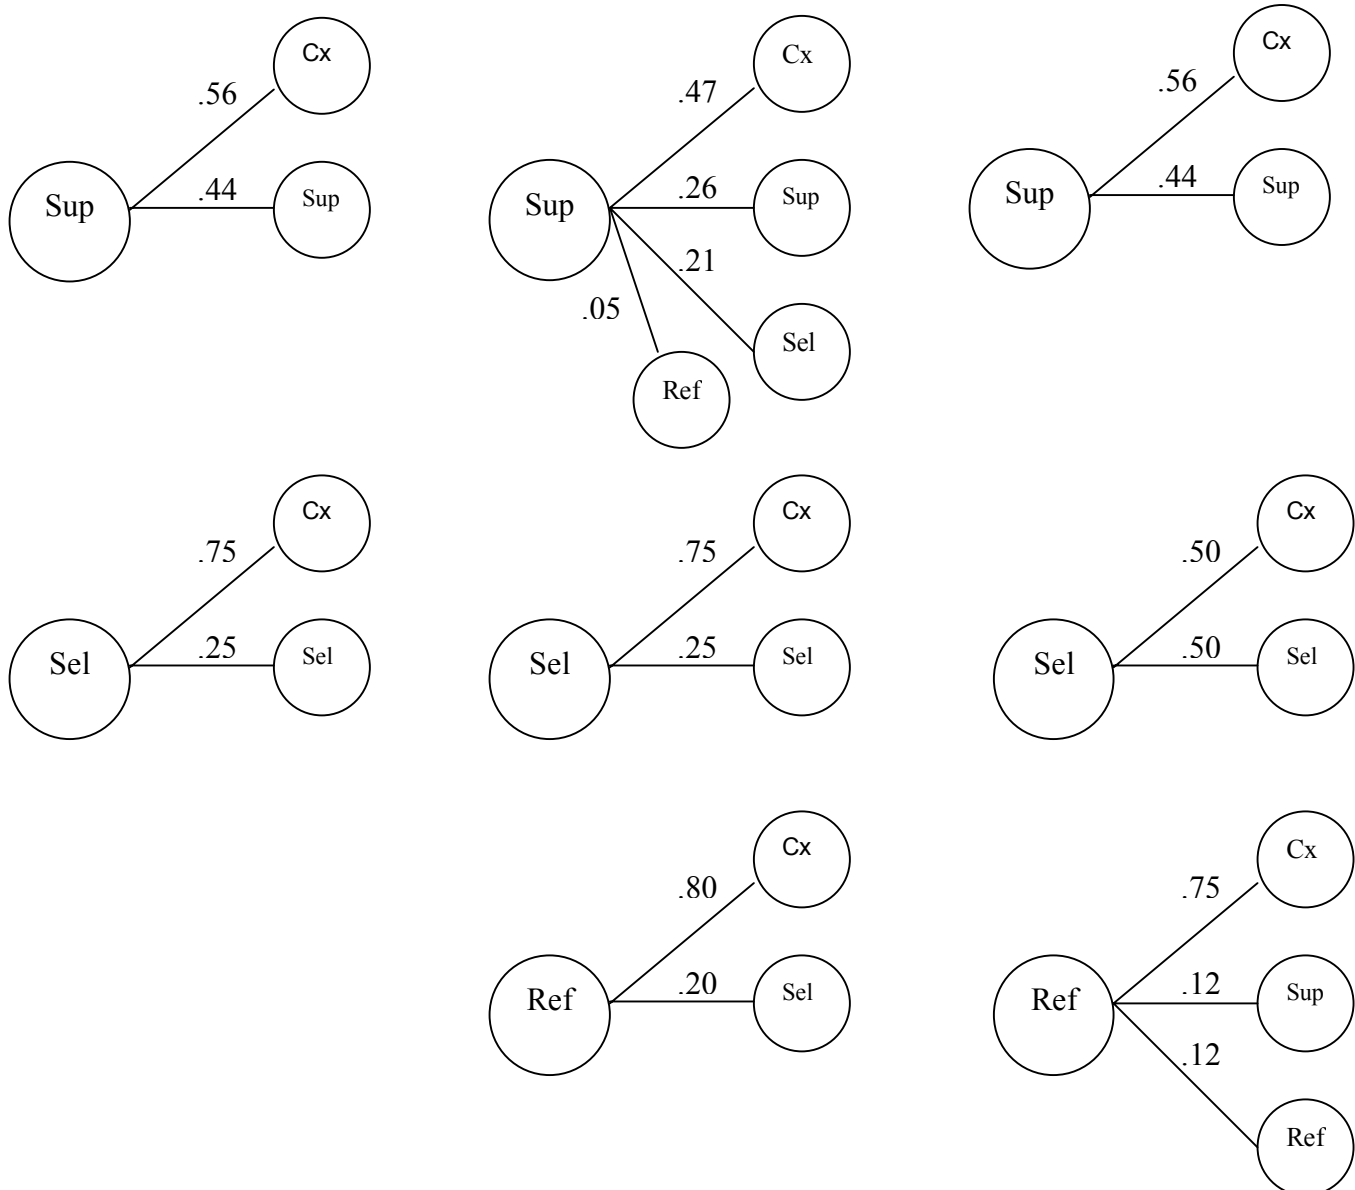 Cx
.56
.44
Sup
Sup
Cx
.47
.26
Sup
Sup
.21
.05
Sel
Ref
Cx
.56
.44
Sup
Sup
Cx
.75
.25
Sel
Sel
Cx
.75
.25
Sel
Sel
Cx
.50
.50
Sel
Sel
Cx
.80
.20
Ref
Sel
Cx
.75
.12
Ref
Sup
.12
Ref